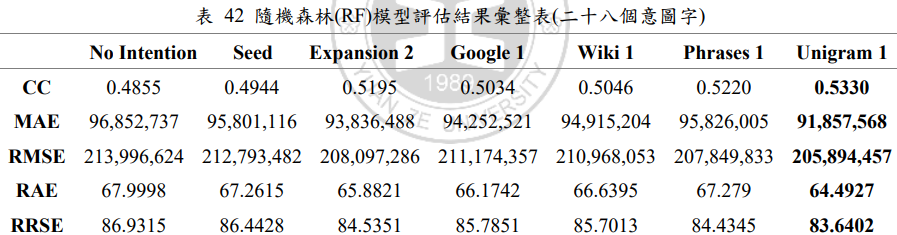 表 42 隨機森林(RF)模型評估結果彙整表(二十八個意圖字)
No Intention Seed Expansion 2 Google 1 Wiki 1 Phrases 1 Unigram 1
CC 0.4855 0.4944 0.5195 0.5034 0.5046 0.5220 0.5330
MAE 96,852,737 95,801,116 93,836,488 94,252,521 94,915,204 95,826,005 91,857,568
RMSE 213,996,624 212,793,482 208,097,286 211,174,357 210,968,053 207,849,833 205,894,457
RAE 67.9998 67.2615 65.8821 66.1742 66.6395 67.279 64.4927
RRSE 86.9315 86.4428 84.5351 85.7851 85.7013 84.4345 83.6402
YUAN ZE UNIVERSITY
1989